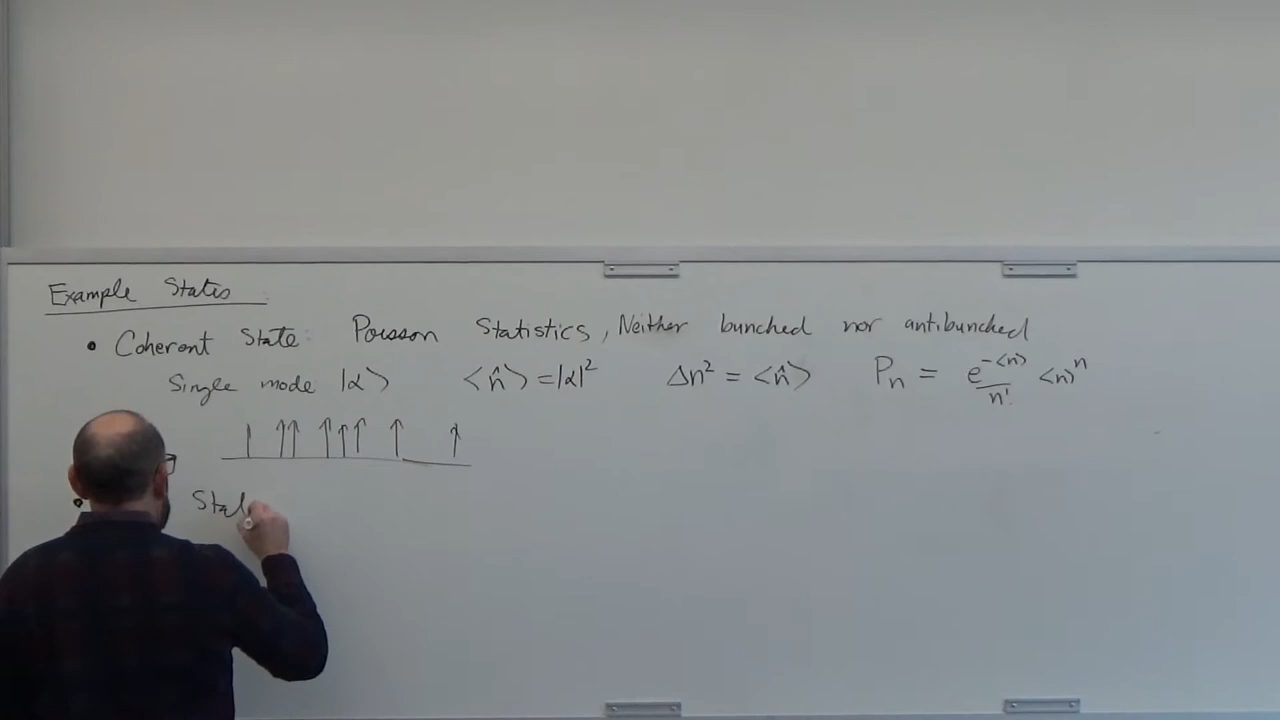 Example States :
• Coherent State: Poisson Statistics, Neither bunched nor antibunched
Single mode |α⟩ ⟨n̂⟩ = |α|² Δn² = ⟨n̂⟩ Pₙ = e^{-⟨n⟩}/n! ⟨n⟩ⁿ